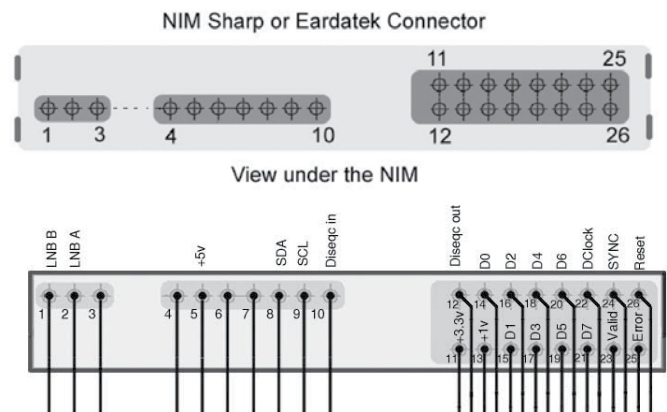 NIM Sharp or Eardatek Connector
11 25
1 3 4 10 12 26
View under the NIM
LNB B LNB A +5v SDA SCL Diseqc in Diseqc out D0 D2 D4 D6 DClock SYNC Reset
1 2 3 4 5 6 7 8 9 10 12 14 16 18 20 22 24 26
+3.3v +1v D1 D3 D5 D7 Valid Error
11 13 15 17 19 21 23 25